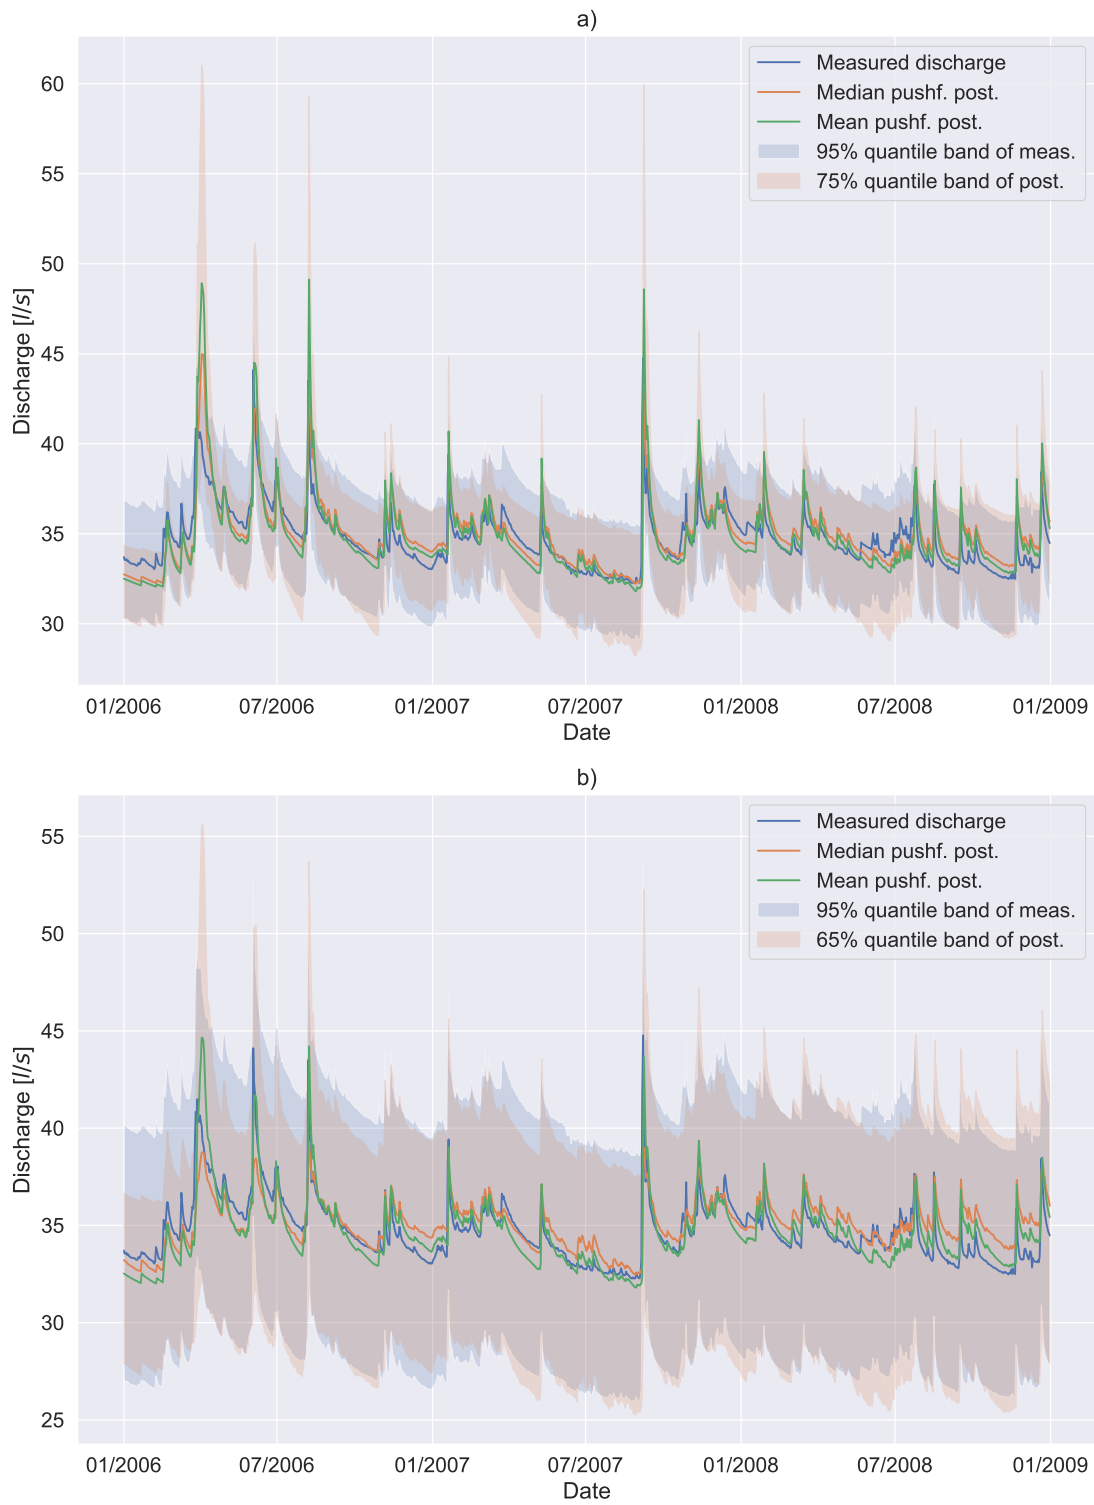 a)
Measured discharge
Median pushf. post.
Mean pushf. post.
95% quantile band of meas.
75% quantile band of post.
60
55
50
45
40
35
30
Discharge [l/s]
01/2006 07/2006 01/2007 07/2007 01/2008 07/2008 01/2009
Date
b)
Measured discharge
Median pushf. post.
Mean pushf. post.
95% quantile band of meas.
65% quantile band of post.
55
50
45
40
35
30
25
Discharge [l/s]
01/2006 07/2006 01/2007 07/2007 01/2008 07/2008 01/2009
Date